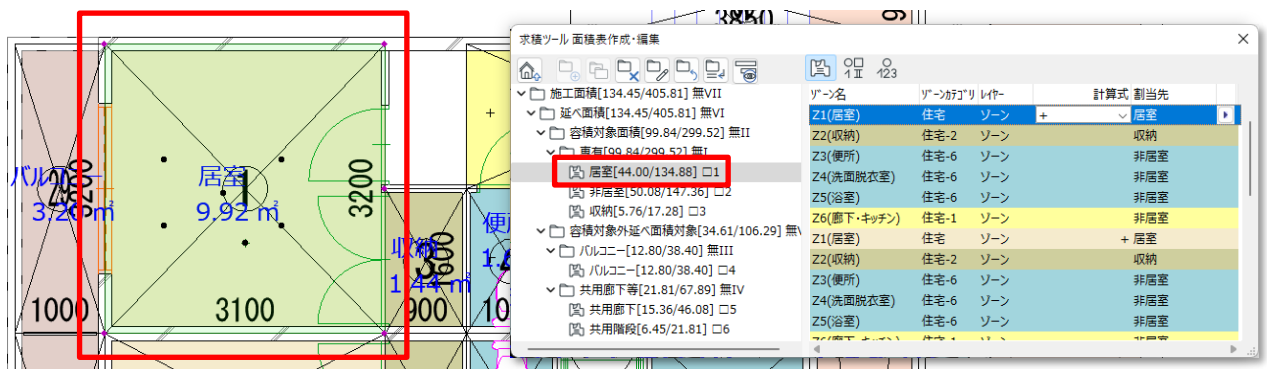 3850
バルコニー
3200
3.20 ㎡
居室
1
9.92 ㎡
3200
収納
3
1600
1.44 ㎡
1000
3100
900
求積ツール 面積表作成・編集
施工面積[134.45/405.81] 無VII
延べ面積[134.45/405.81] 無VI
容積対象面積[99.84/299.52] 無II
専有[99.84/299.52] 無I
居室[44.00/134.88] □1
非居室[50.08/147.36] □2
収納[5.76/17.28] □3
容積対象外延べ面積対象[34.61/106.29] 無
バルコニー[12.80/38.40] 無III
バルコニー[12.80/38.40] □4
共用廊下等[21.81/67.89] 無IV
共用廊下[15.36/46.08] □5
共用階段[6.45/21.81] □6
ゾーン名 ゾーンカテゴリ レイヤー 計算式 割当先
Z1(居室) 住宅 ゾーン + 居室
Z2(収納) 住宅-2 ゾーン 収納
Z3(便所) 住宅-6 ゾーン 非居室
Z4(洗面脱衣室) 住宅-6 ゾーン 非居室
Z5(浴室) 住宅-6 ゾーン 非居室
Z6(廊下・キッチン) 住宅-1 ゾーン 非居室
Z1(居室) 住宅 ゾーン + 居室
Z2(収納) 住宅-2 ゾーン 収納
Z3(便所) 住宅-6 ゾーン 非居室
Z4(洗面脱衣室) 住宅-6 ゾーン 非居室
Z5(浴室) 住宅-6 ゾーン 非居室